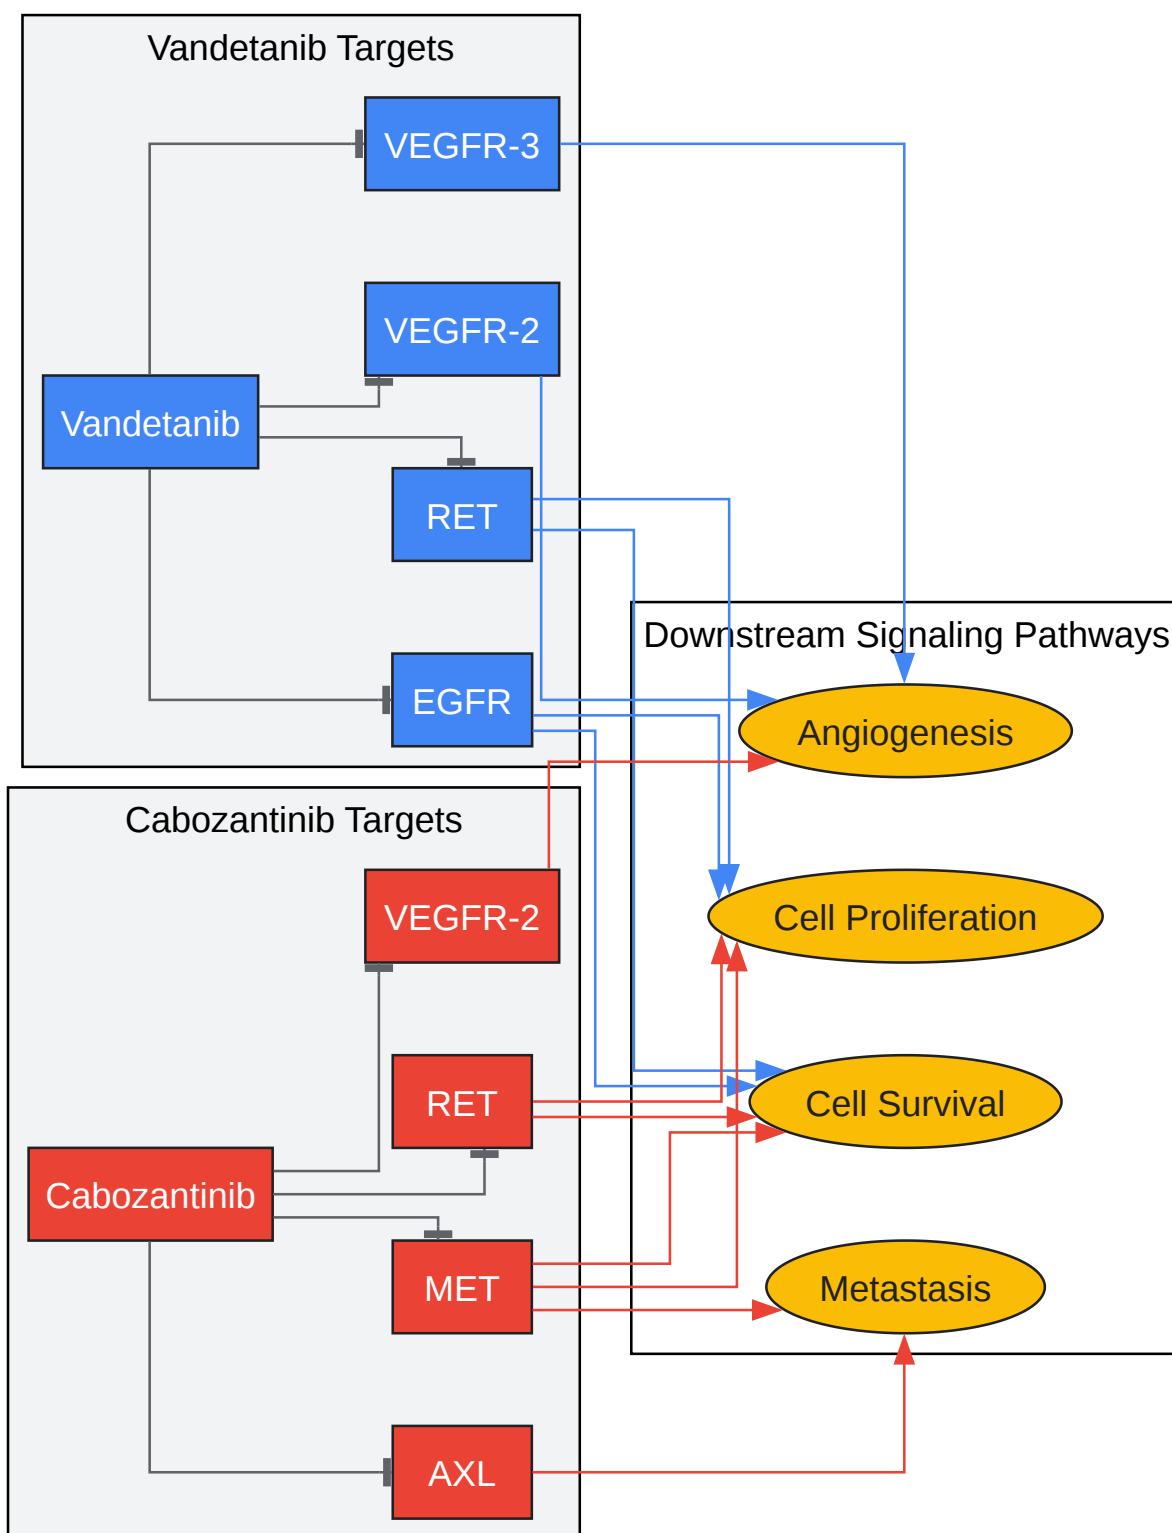 Vandetanib Targets
VEGFR-3
VEGFR-2
Vandetanib
RET
EGFR
Downstream Signaling Pathways
Angiogenesis
Cell Proliferation
Cell Survival
Metastasis
Cabozantinib Targets
VEGFR-2
RET
Cabozantinib
MET
AXL